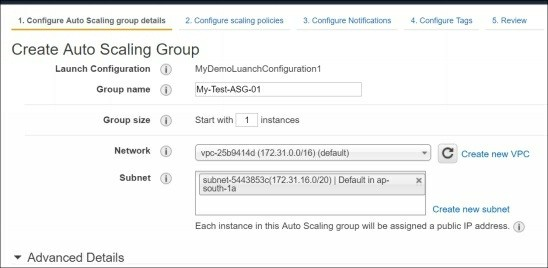 1. Configure Auto Scaling group details 2. Configure scaling policies 3. Configure Notifications 4. Configure Tags 5. Review
Create Auto Scaling Group
Launch Configuration i MyDemoLuanchConfiguration1
Group name i My-Test-ASG-01
Group size i Start with 1 instances
Network i vpc-25b9414d (172.31.0.0/16) (default) Create new VPC
Subnet i subnet-5443853c(172.31.16.0/20) | Default in ap-
south-1a
Create new subnet
Each instance in this Auto Scaling group will be assigned a public IP address. i
Advanced Details